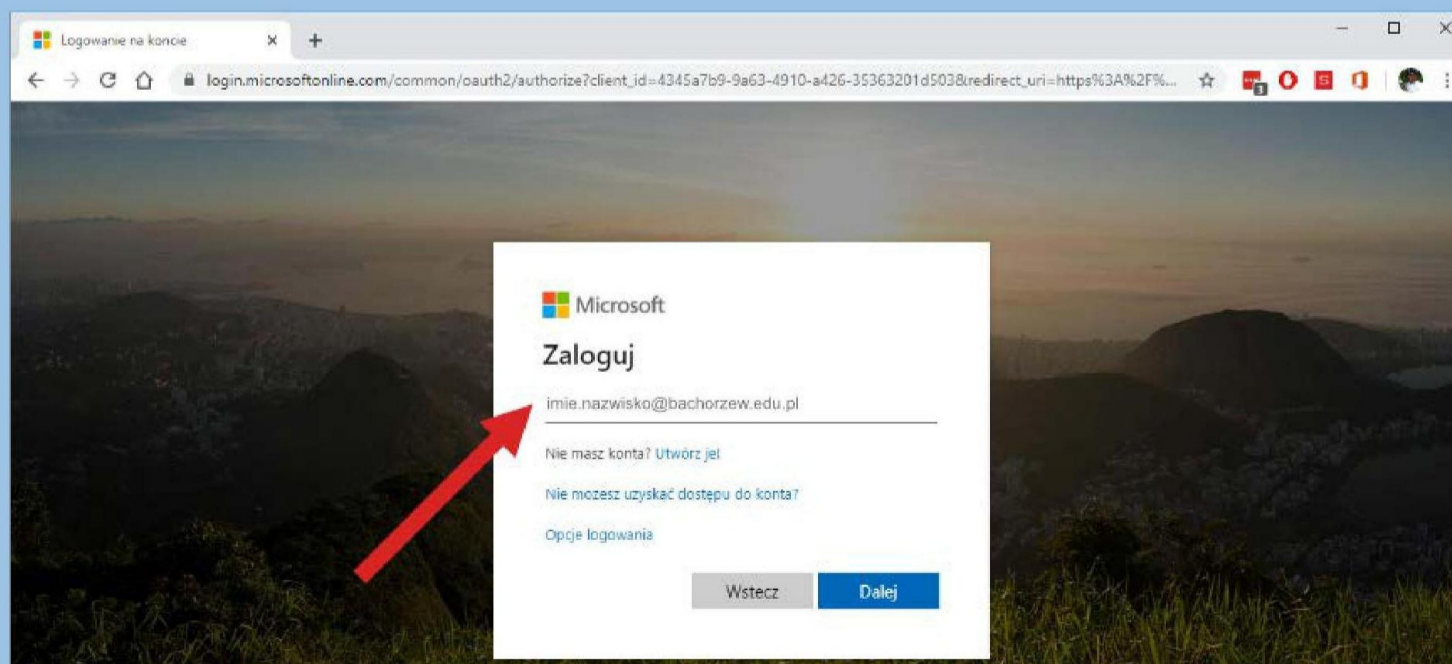 Logowanie na koncie
login.microsoftonline.com/common/oauth2/authorize?client_id=4345a7b9-9a63-4910-a426-35363201d503&redirect_uri=https%3A%2F%...
3
S
Microsoft
Zaloguj
imie.nazwisko@bachorzew.edu.pl
Nie masz konta? Utwórz je!
Nie możesz uzyskać dostępu do konta?
Opcje logowania
Wstecz
Dalej